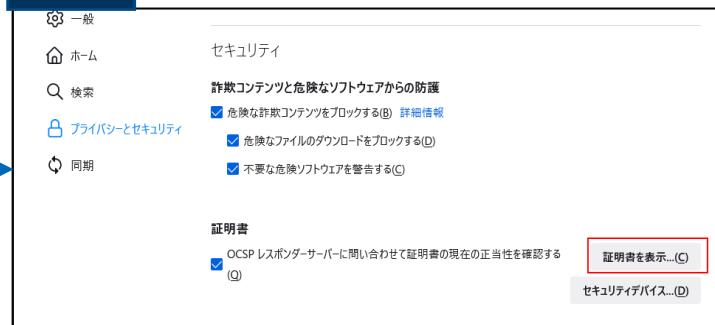 一般
ホーム
検索
プライバシーとセキュリティ
同期
セキュリティ
詐欺コンテンツと危険なソフトウェアからの防護
危険な詐欺コンテンツをブロックする(B) 詳細情報
危険なファイルのダウンロードをブロックする(D)
不要な危険ソフトウェアを警告する(C)
証明書
OCSP レスポンダーサーバーに問い合わせて証明書の現在の正当性を確認する
(Q)
証明書を表示...(C)
セキュリティデバイス...(D)